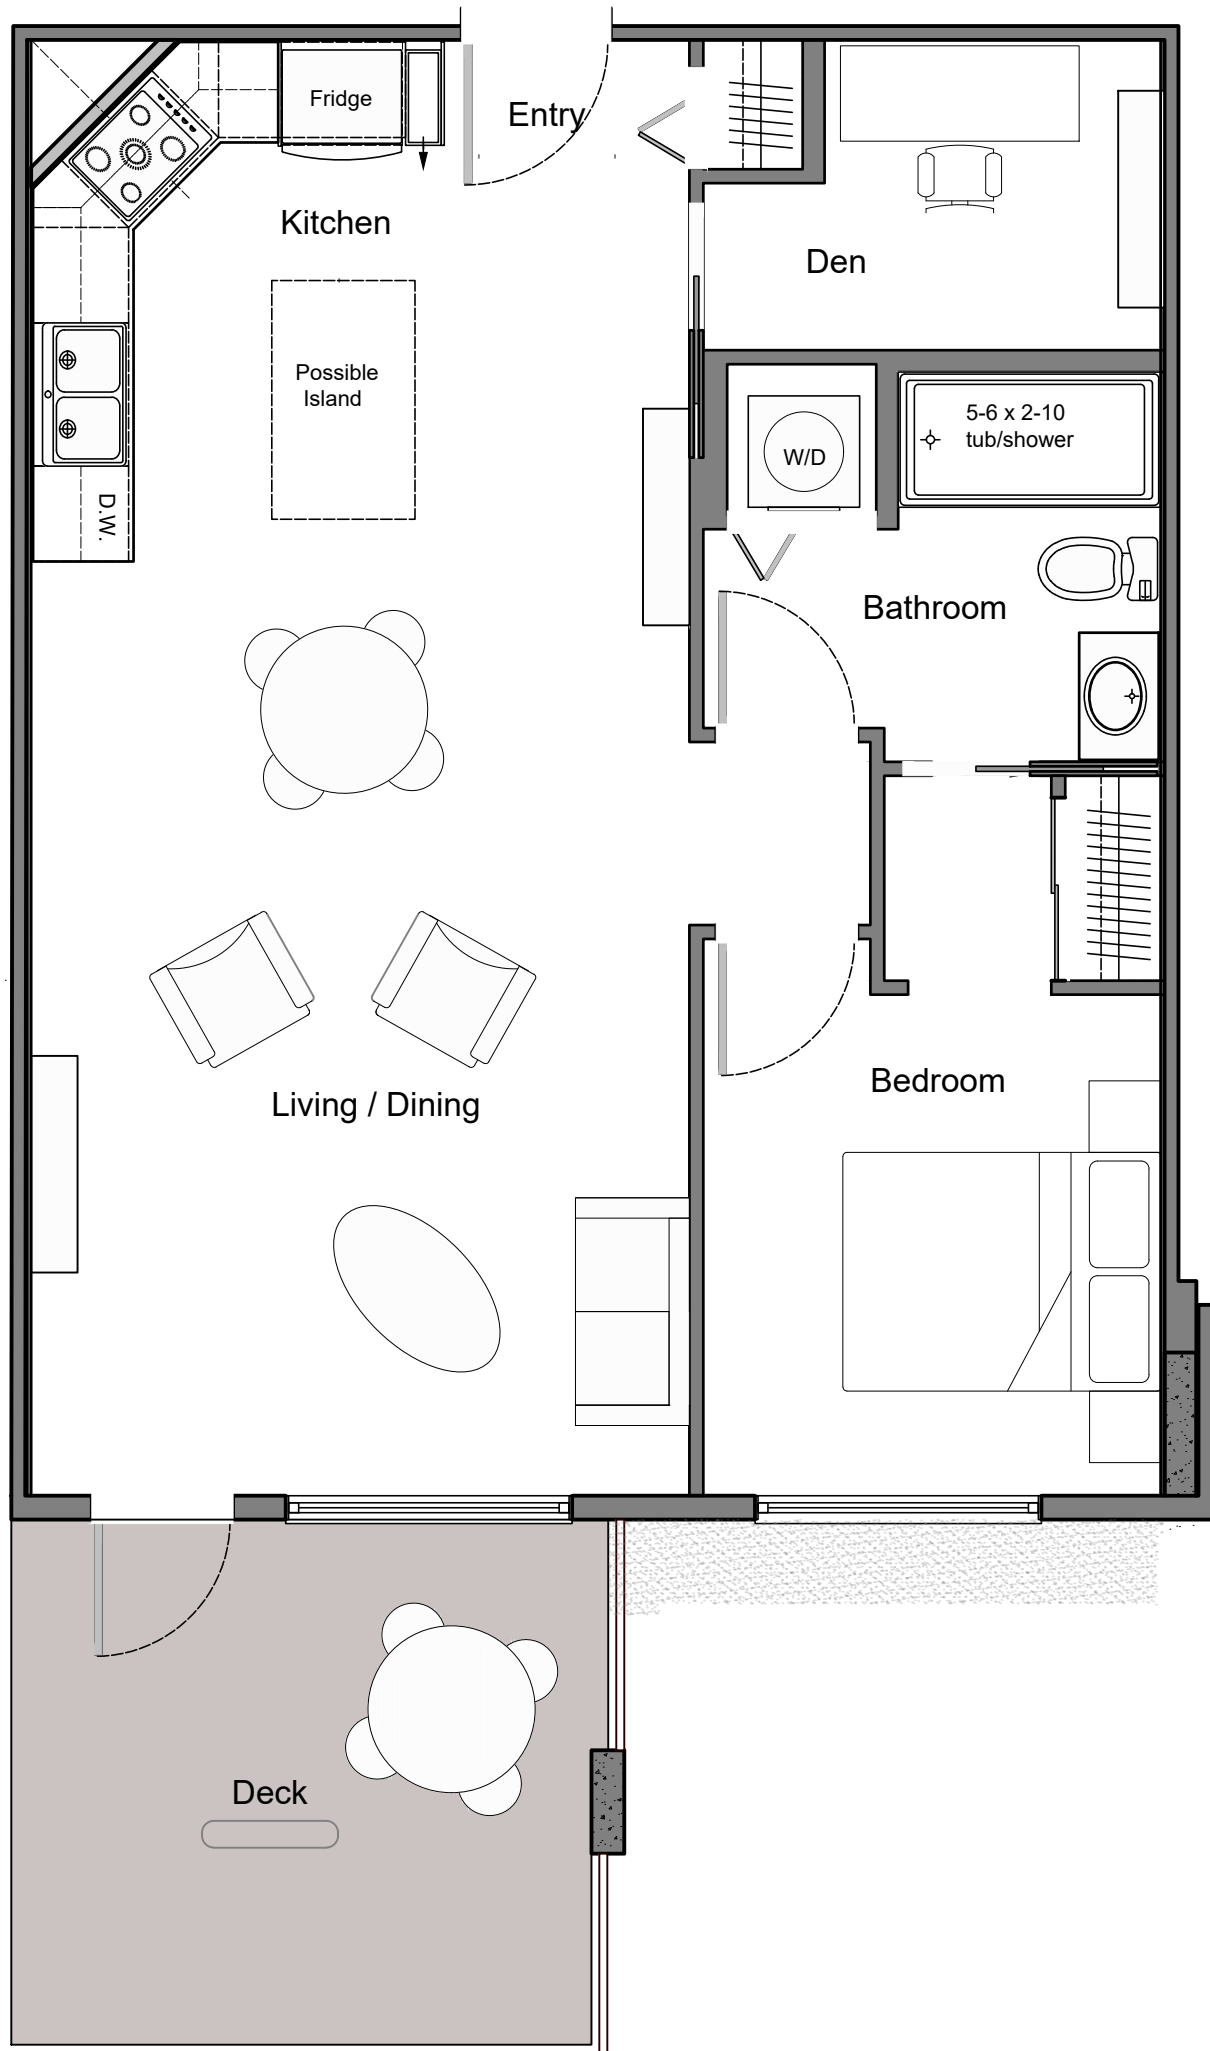 Fridge
Entry
Kitchen
Den
Possible
Island
5-6 x 2-10
tub/shower
W/D
D.W.
Bathroom
Bedroom
Living / Dining
Deck